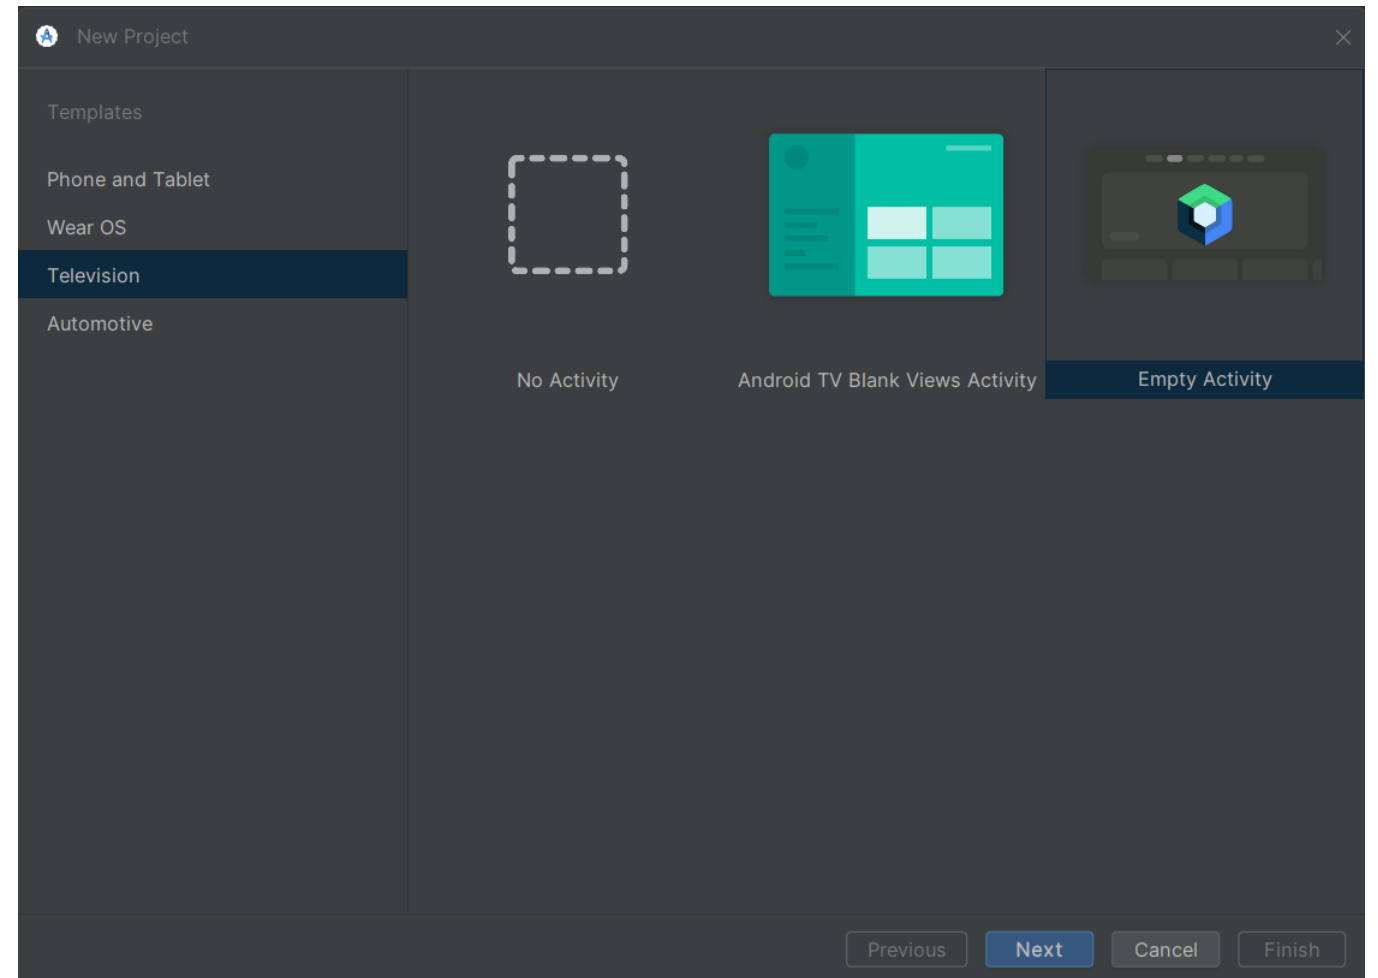 New Project
Templates
Phone and Tablet
Wear OS
Television
Automotive
No Activity
Android TV Blank Views Activity
Empty Activity
Previous
Next
Cancel
Finish